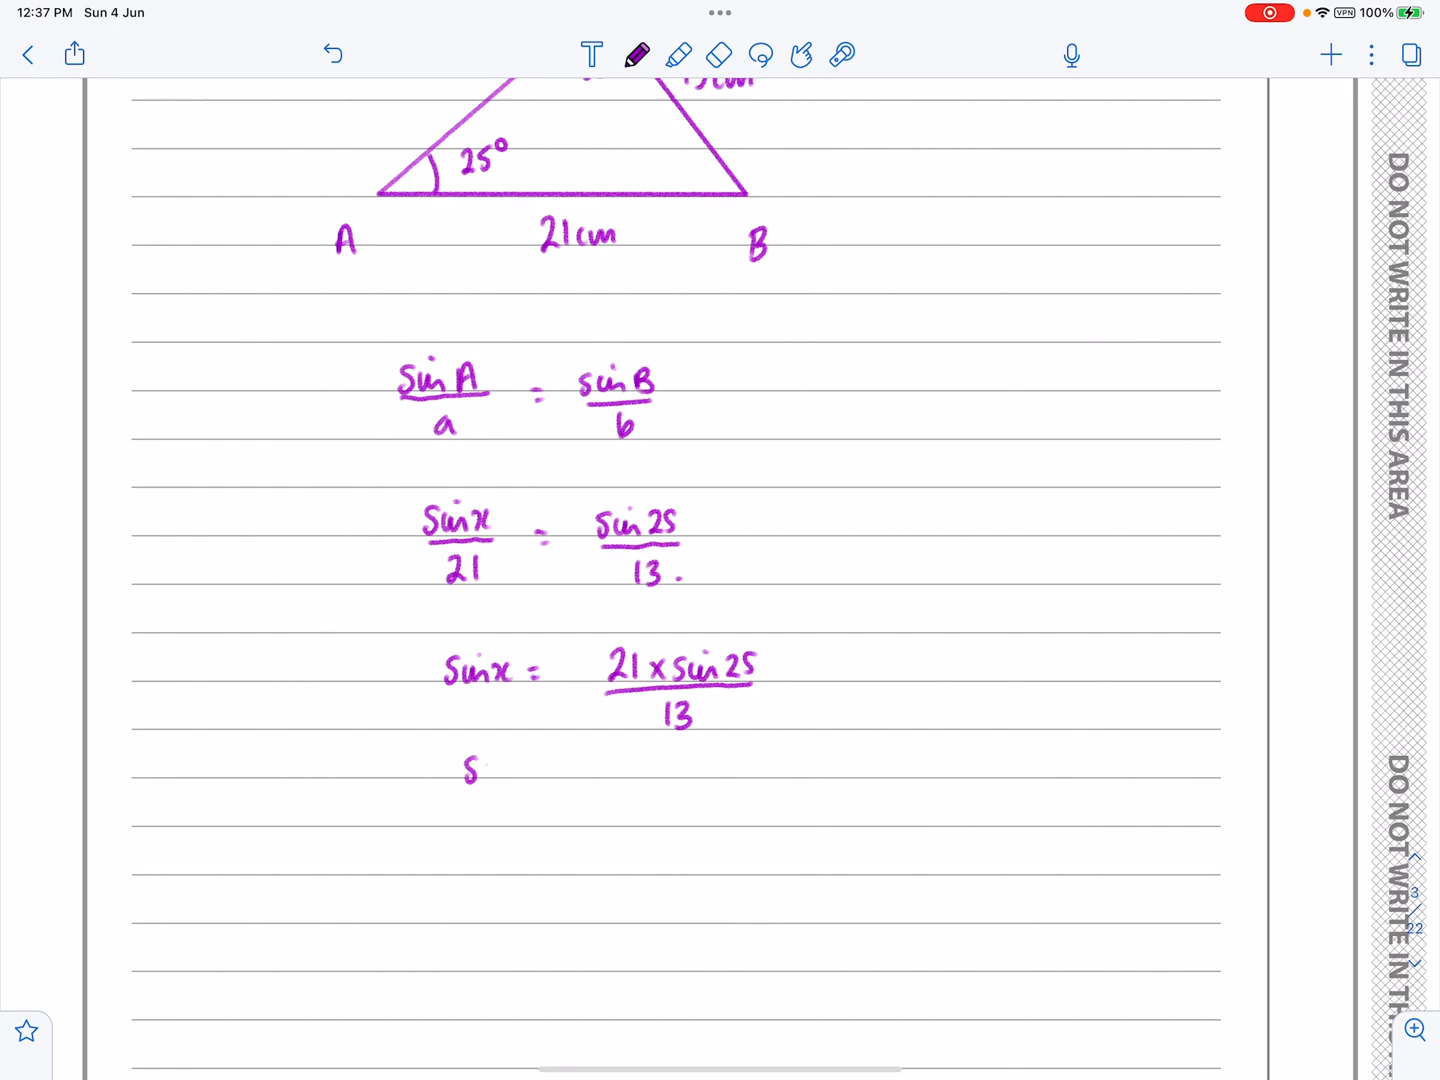 12:37 PM Sun 4 Jun
VPN 100%
T
25°
21cm
A
B
sin A / a = sin B / b
sin x / 21 = sin 25 / 13.
sin x = 21 x sin 25 / 13
s
DO NOT WRITE IN THIS AREA
DO NOT WRITE IN TH
3
22